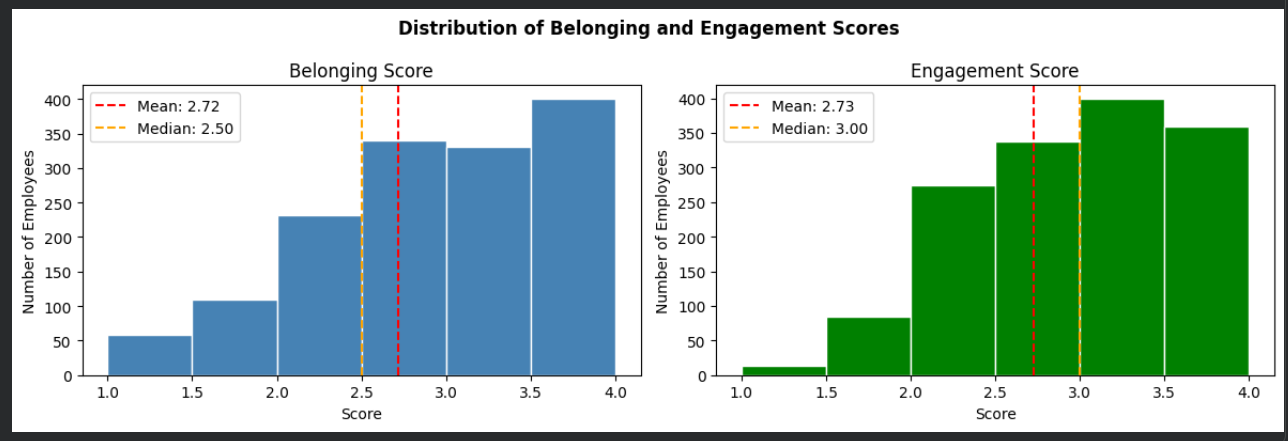 Distribution of Belonging and Engagement Scores
Belonging Score
Mean: 2.72
Median: 2.50
Number of Employees
400
350
300
250
200
150
100
50
0
1.0 1.5 2.0 2.5 3.0 3.5 4.0
Score
Engagement Score
Mean: 2.73
Median: 3.00
Number of Employees
400
350
300
250
200
150
100
50
0
1.0 1.5 2.0 2.5 3.0 3.5 4.0
Score